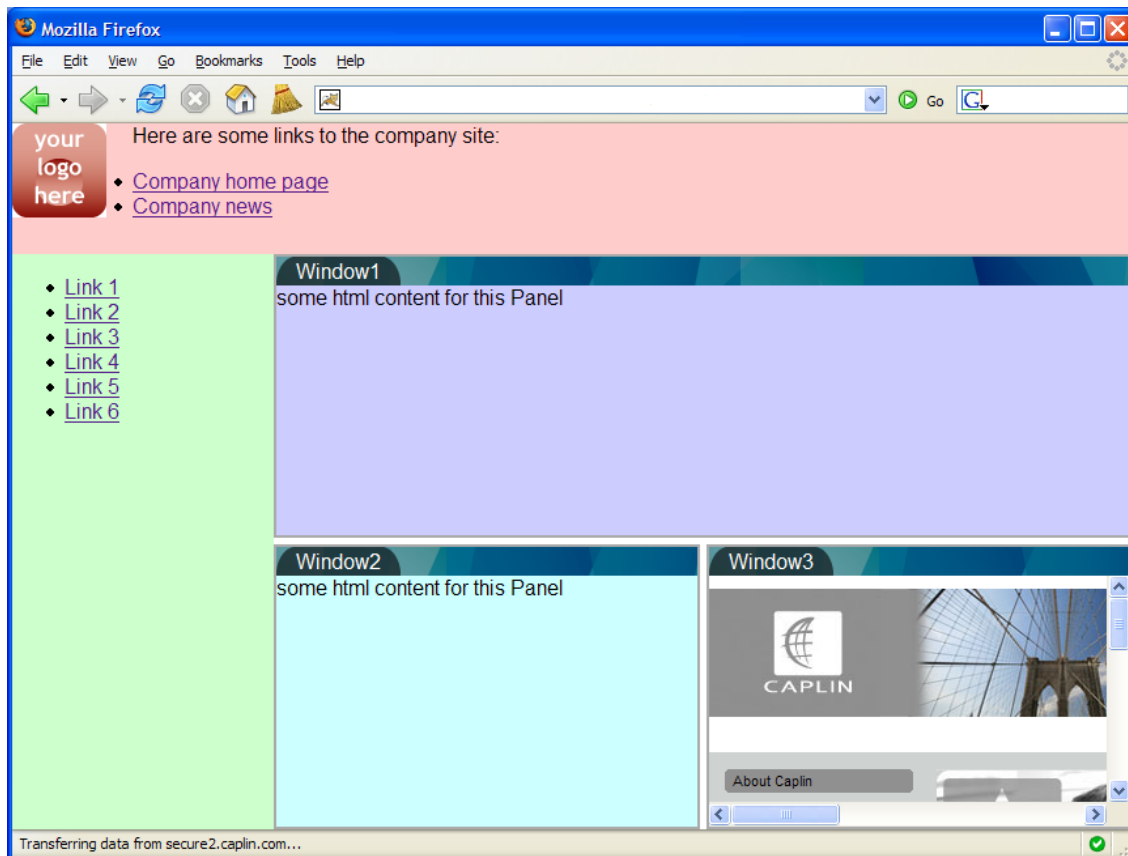 Mozilla Firefox
File Edit View Go Bookmarks Tools Help
Go G
your
logo
here
Here are some links to the company site:
Company home page
Company news
Link 1
Link 2
Link 3
Link 4
Link 5
Link 6
Window1
some html content for this Panel
Window2
some html content for this Panel
Window3
CAPLIN
About Caplin
Transferring data from secure2.caplin.com...